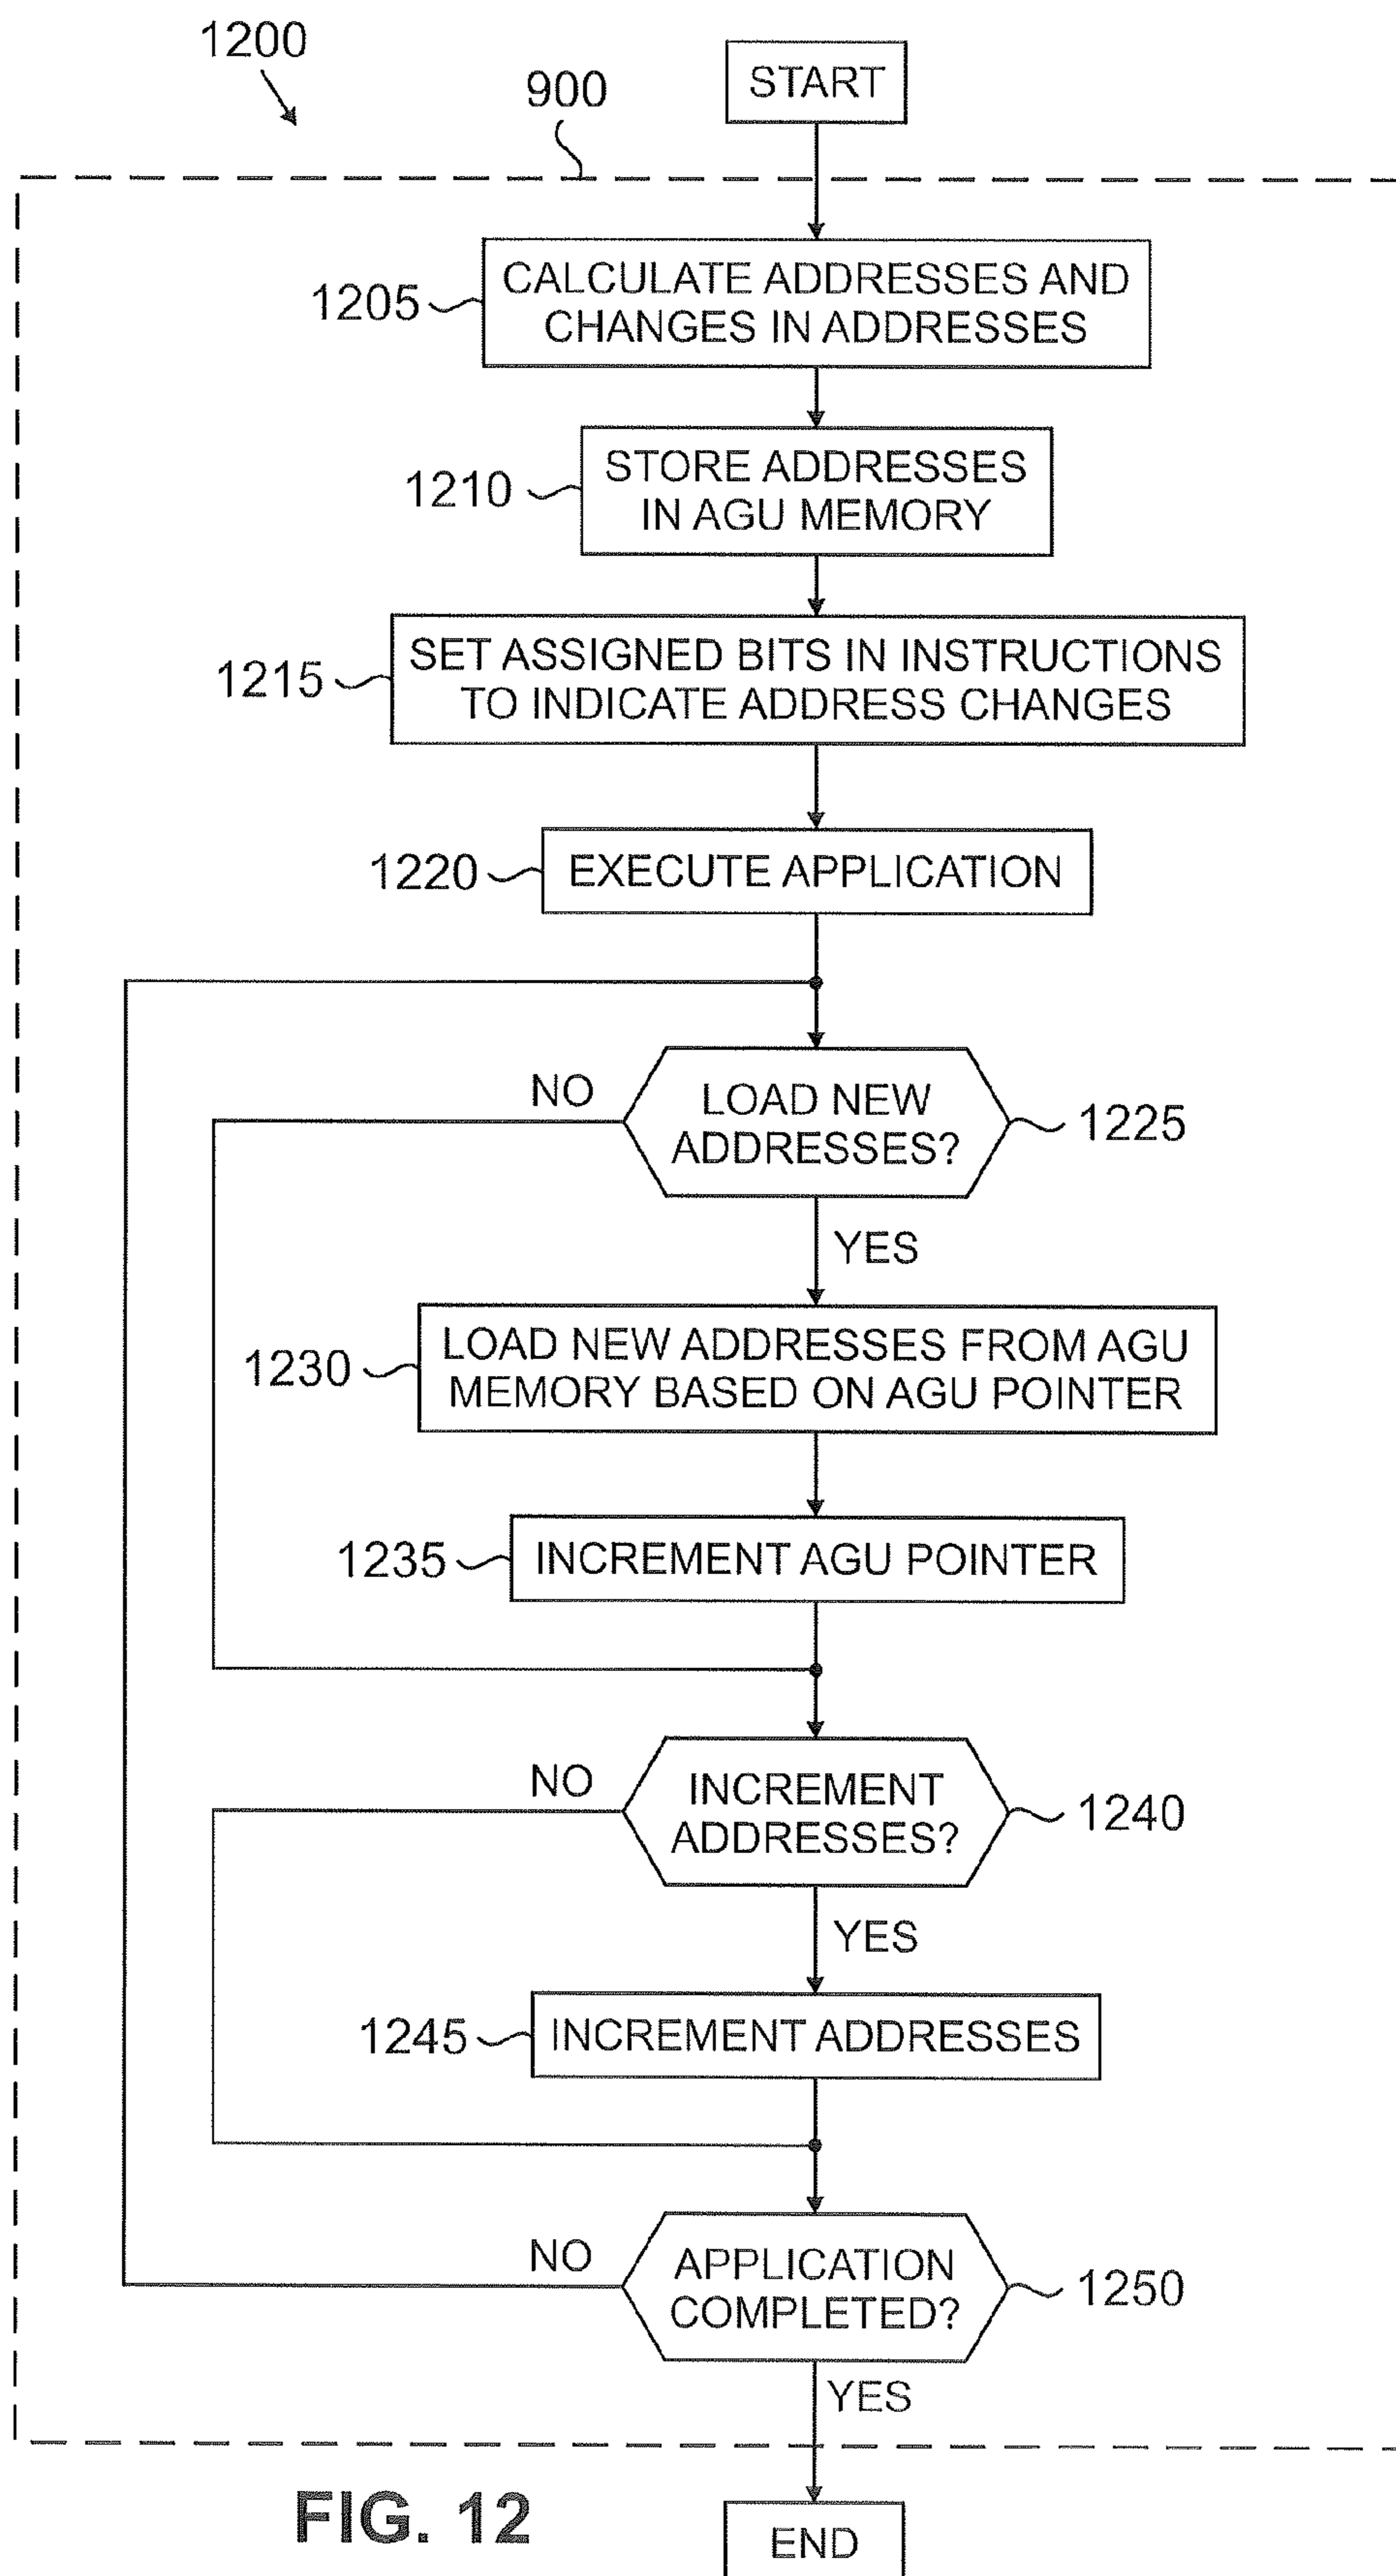 1200
START
900
1205
CALCULATE ADDRESSES AND
CHANGES IN ADDRESSES
1210
STORE ADDRESSES
IN AGU MEMORY
1215
SET ASSIGNED BITS IN INSTRUCTIONS
TO INDICATE ADDRESS CHANGES
1220
EXECUTE APPLICATION
NO
LOAD NEW
ADDRESSES?
1225
YES
1230
LOAD NEW ADDRESSES FROM AGU
MEMORY BASED ON AGU POINTER
1235
INCREMENT AGU POINTER
NO
INCREMENT
ADDRESSES?
1240
YES
1245
INCREMENT ADDRESSES
NO
APPLICATION
COMPLETED?
1250
YES
FIG. 12
END